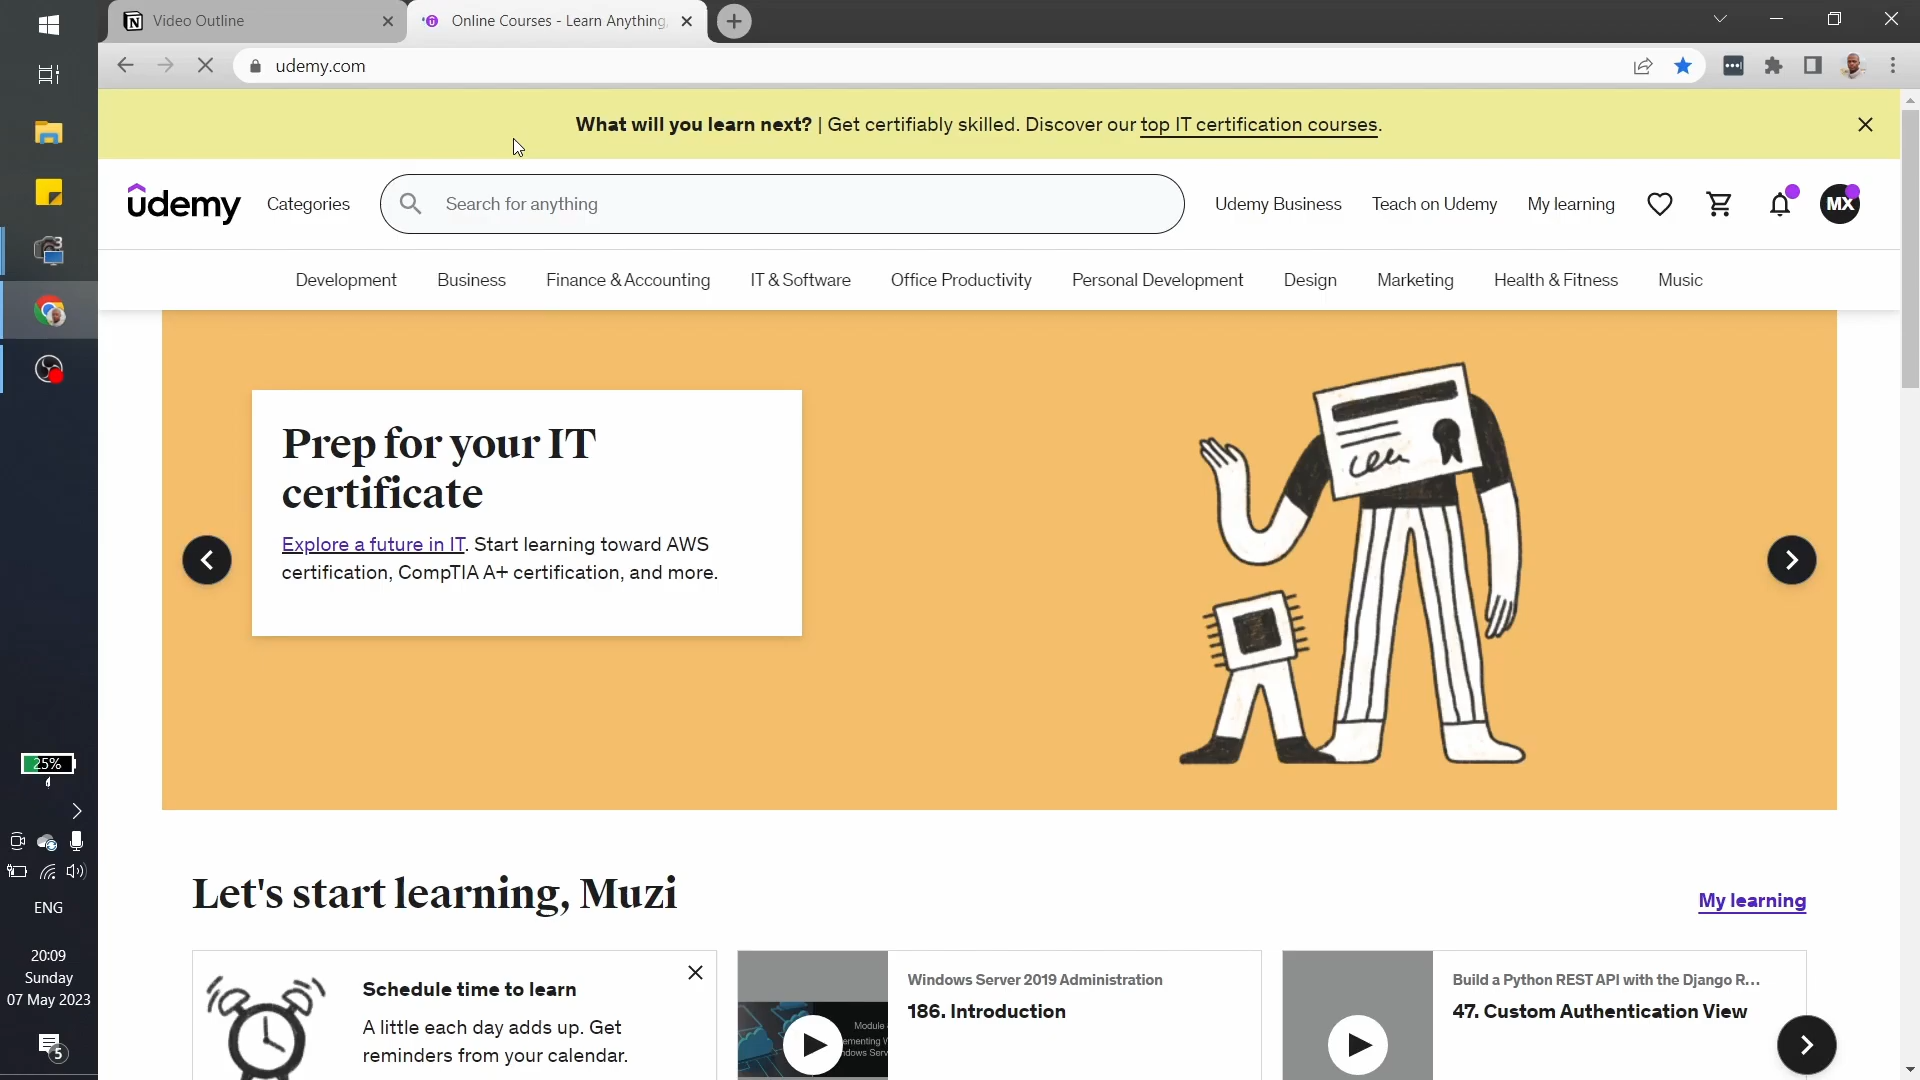 Video Outline
Online Courses - Learn Anything,
udemy.com
What will you learn next? | Get certifiably skilled. Discover our top IT certification courses.
udemy
Categories
Search for anything
Udemy Business
Teach on Udemy
My learning
MX
Development
Business
Finance & Accounting
IT & Software
Office Productivity
Personal Development
Design
Marketing
Health & Fitness
Music
Prep for your IT
certificate
Explore a future in IT. Start learning toward AWS
certification, CompTIA A+ certification, and more.
25%
ENG
20:09
Sunday
07 May 2023
5
Let's start learning, Muzi
My learning
Schedule time to learn
A little each day adds up. Get
reminders from your calendar.
Module
Windows Server 2019 Administration
186. Introduction
Build a Python REST API with the Django R...
47. Custom Authentication View